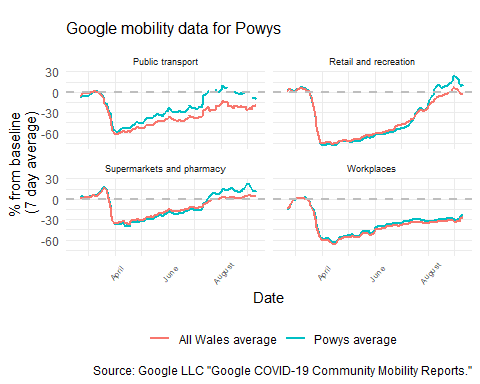 Google mobility data for Powys
Public transport
Retail and recreation
30
0
-30
-60
Supermarkets and pharmacy
Workplaces
30
0
-30
-60
% from baseline
(7 day average)
April
June
August
April
June
August
Date
All Wales average
Powys average
Source: Google LLC "Google COVID-19 Community Mobility Reports."